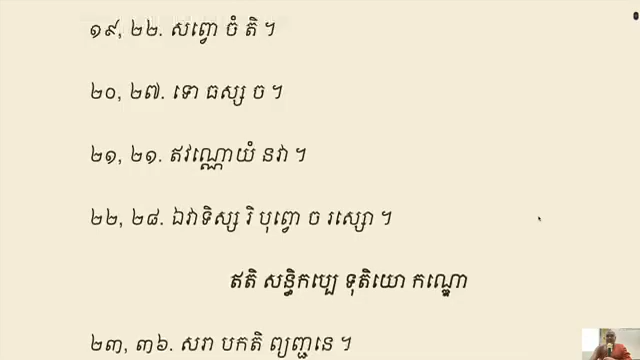 ១៩, ២២. សព្វោ ចំ តិ ។
២០, ២៧. ទោ ធស្ស ច ។
២១, ២១. ឥវណ្ណោយំ នវា ។
២២, ២៨. ឯវាទិស្ស រិ បុព្វោ ច រស្សោ ។
ឥតិ សន្ធិកប្បេ ទុតិយោ កណ្ឌោ
២៣, ៣៦. សរា បកតិ ព្យញ្ជនេ ។